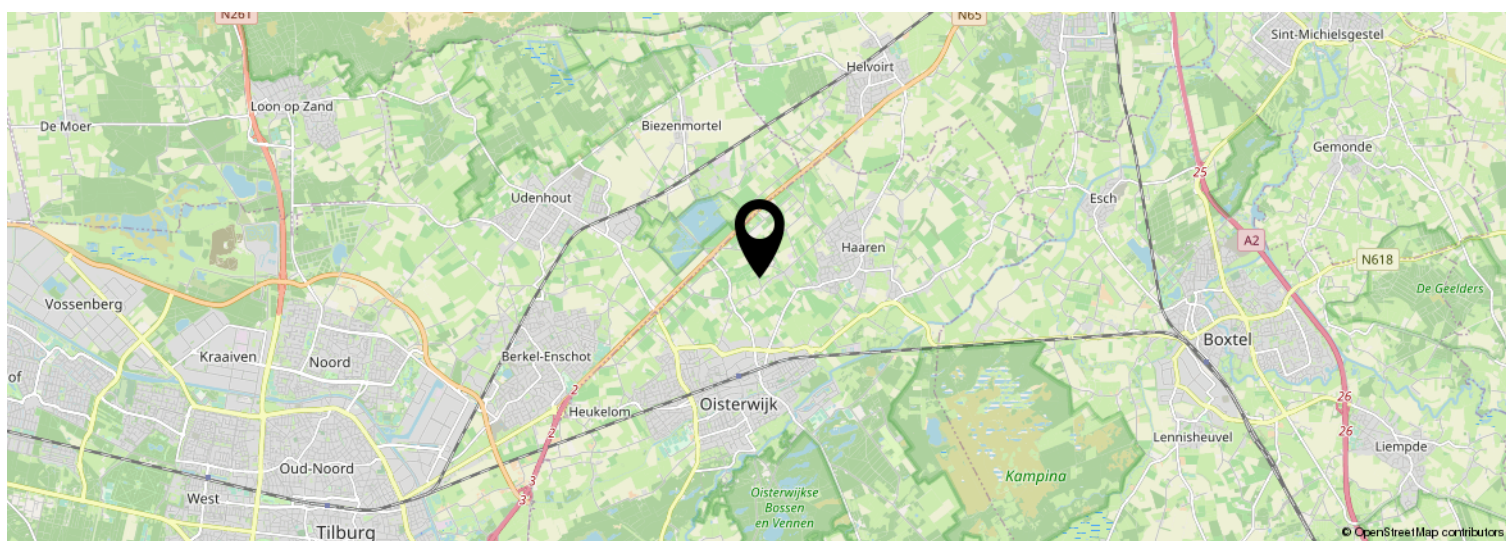 N261
N65
Sint-Michielsgestel
Helvoirt
Loon op Zand
De Moer
Biezenmortel
Gemonde
25
Udenhout
Esch
Haaren
A2
N618
De Geelders
Vossenberg
Kraaiven
Noord
Berkel-Enschot
Boxtel
of
2
Heukelom
Oisterwijk
26
2
26
Lennisheuvel
Liempde
Oud-Noord
Kampina
3
West
3
Oisterwijkse
Bossen
en Vennen
Tilburg
© OpenStreetMap contributors